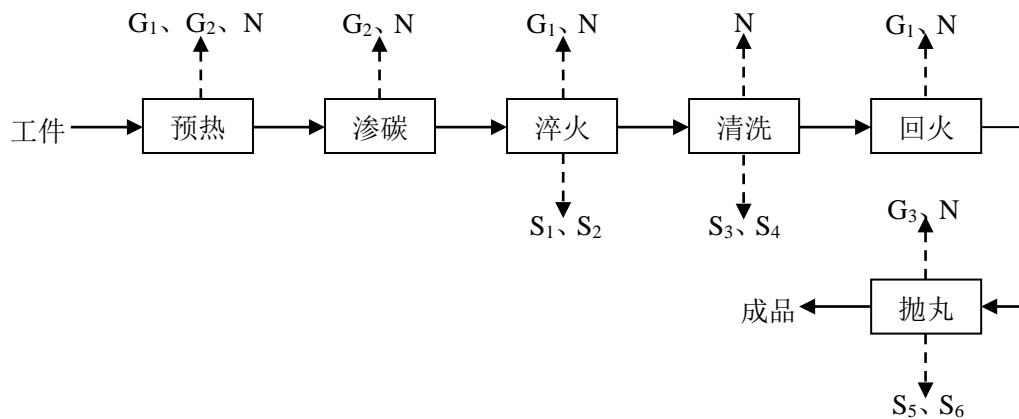 G₁、G₂、N
G₂、N
G₁、N
N
G₁、N
工件
预热
渗碳
淬火
清洗
回火
S₁、S₂
S₃、S₄
G₃、N
成品
抛丸
S₅、S₆